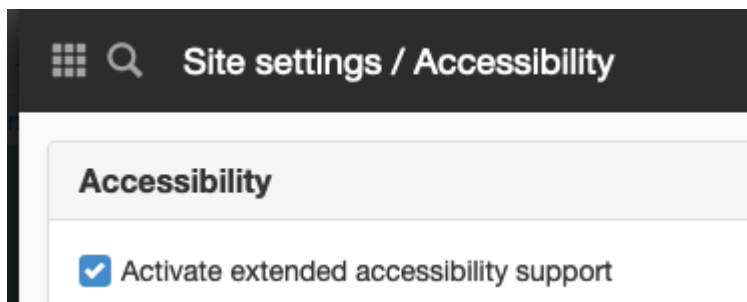 Site settings / Accessibility
Accessibility
Activate extended accessibility support